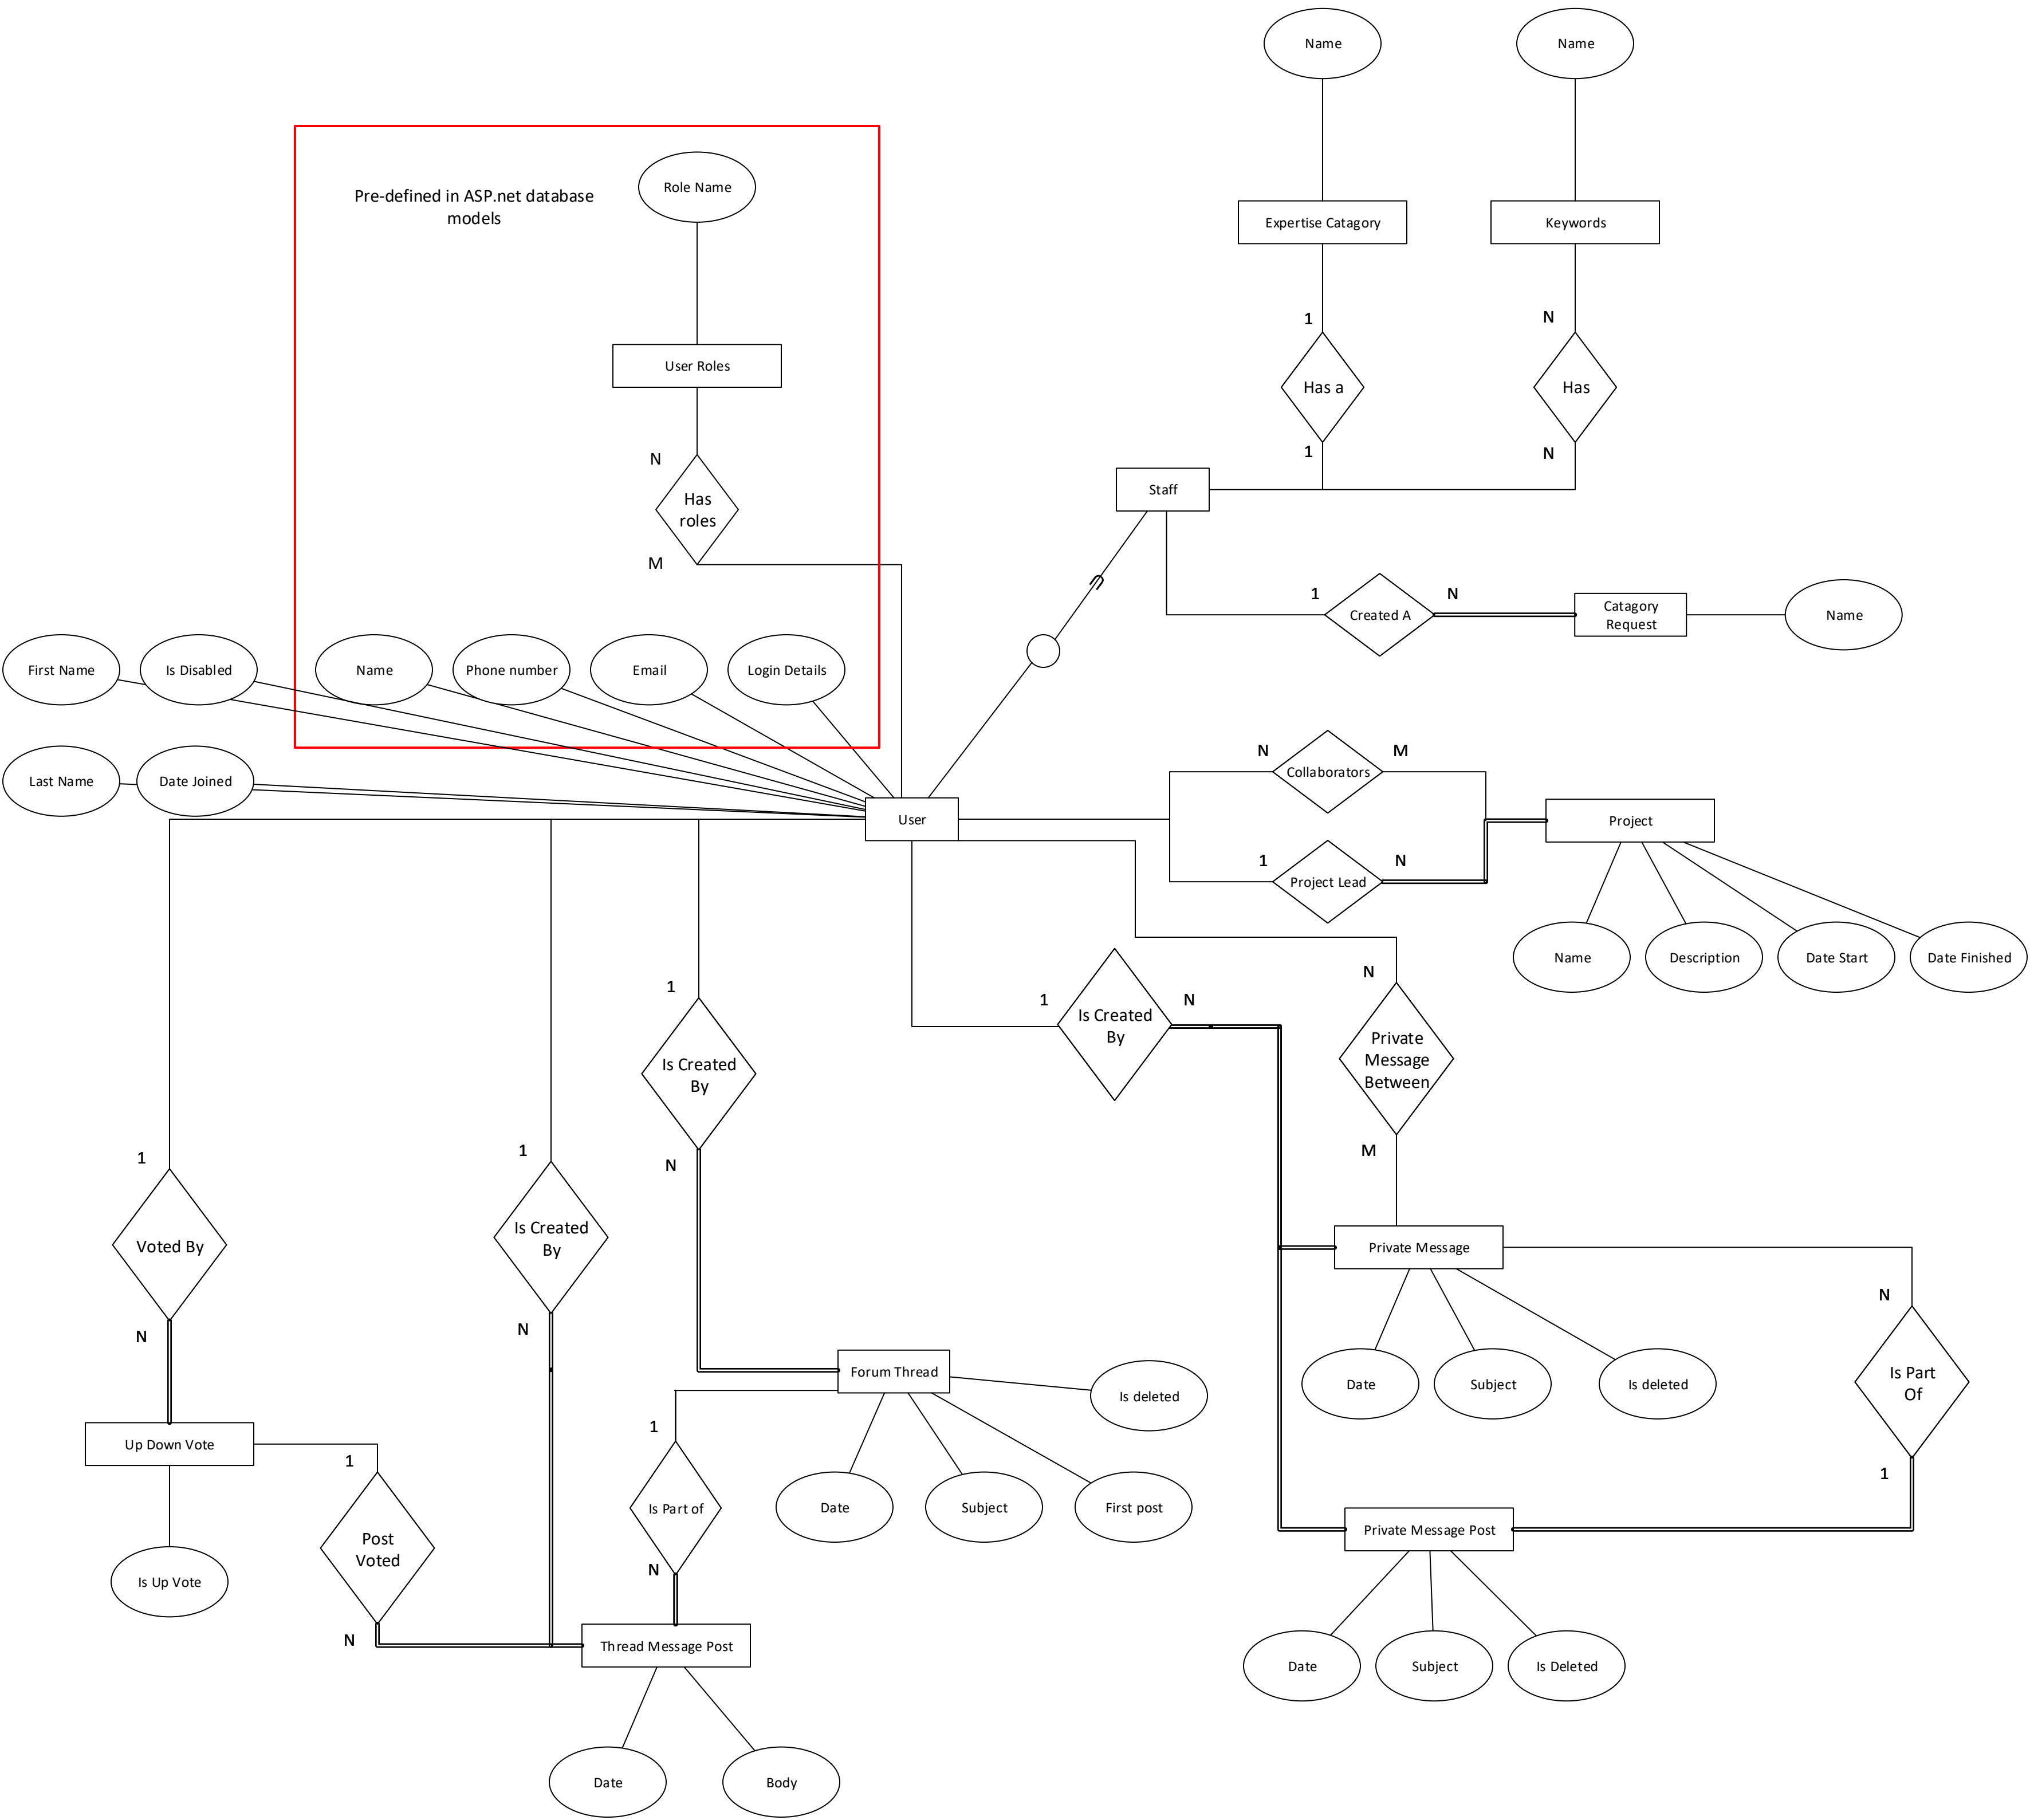 Name
Name
Role Name
Pre-defined in ASP.net database
models
Expertise Catagory
Keywords
1
N
User Roles
Has a
Has
1
N
N
Staff
Has
roles
M
1
N
Created A
Catagory
Request
Name
First Name
Is Disabled
Name
Phone number
Email
Login Details
N
M
Collaborators
Last Name
Date Joined
User
Project
1
N
Project Lead
Name
Description
Date Start
Date Finished
N
1
1
N
Is Created
By
Private
Message
Between
Is Created
By
1
1
N
M
Voted By
Is Created
By
Private Message
N
N
N
Forum Thread
Is deleted
Date
Subject
Is deleted
Is Part
Of
1
Up Down Vote
1
1
Date
Subject
First post
Is Part of
Private Message Post
Post
Voted
Is Up Vote
N
N
Thread Message Post
Date
Subject
Is Deleted
Date
Body